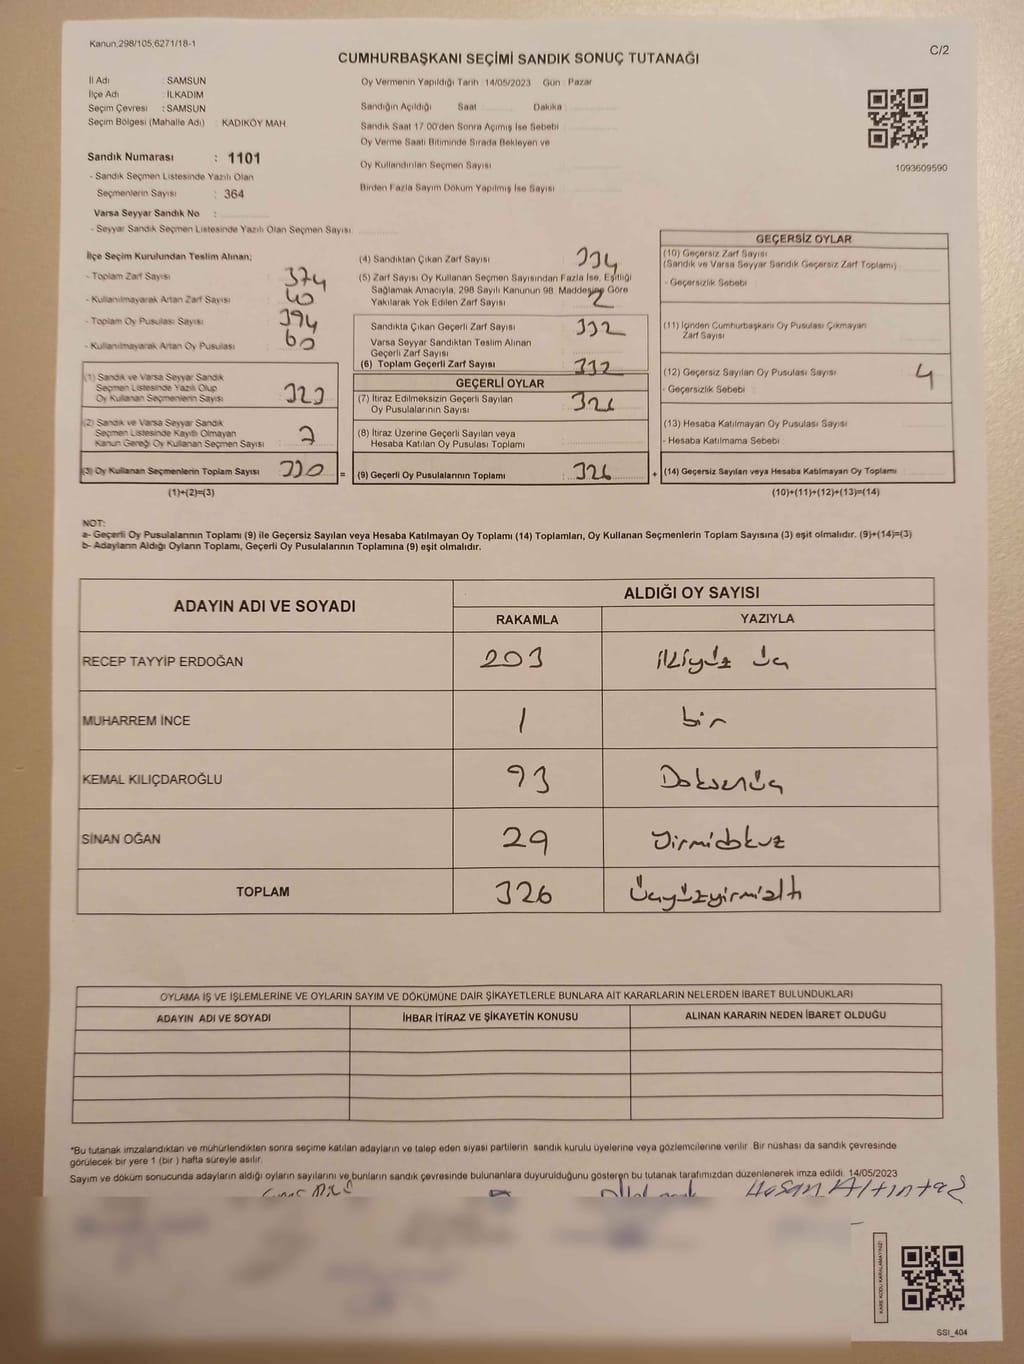 Kanun.298/105,6271/18-1
C/2
CUMHURBAŞKANI SEÇİMİ SANDIK SONUÇ TUTANAĞI
İl Adı : SAMSUN
İlçe Adı : İLKADIM
Seçim Çevresi : SAMSUN
Seçim Bölgesi (Mahalle Adı) : KADIKÖY MAH.
Sandık Numarası : 1101
- Sandık Seçmen Listesinde Yazılı Olan
Seçmenlerin Sayısı : 364
Varsa Seyyar Sandık No :
- Seyyar Sandık Seçmen Listesinde Yazılı Olan Seçmen Sayısı
Oy Vermenin Yapıldığı Tarih 14/05/2023 Gün : Pazar
Sandığın Açıldığı Saat Dakika
Sandık Saat 17.00'den Sonra Açılmış İse Sebebi
Oy Verme Saati Bitiminde Sırada Bekleyen ve
Oy Kullandırılan Seçmen Sayısı
Birden Fazla Sayım Döküm Yapılmış İse Sayısı
1093609590
İlçe Seçim Kurulundan Teslim Alınan;
- Toplam Zarf Sayısı 374
- Kullanılmayarak Artan Zarf Sayısı 40
- Toplam Oy Pusulası Sayısı 394
- Kullanılmayarak Artan Oy Pusulası 60
(1) Sandık ve Varsa Seyyar Sandık
Seçmen Listesinde Yazılı Olup
Oy Kullanan Seçmenlerin Sayısı 323
(2) Sandık ve Varsa Seyyar Sandık
Seçmen Listesinde Kayıtlı Olmayan
Kanun Gereği Oy Kullanan Seçmen Sayısı 7
(3) Oy Kullanan Seçmenlerin Toplam Sayısı 330 =
(1)+(2)=(3)
(4) Sandıktan Çıkan Zarf Sayısı 334
(5) Zarf Sayısı Oy Kullanan Seçmen Sayısından Fazla İse, Eşitliği
Sağlamak Amacıyla, 298 Sayılı Kanunun 98. Maddesine Göre
Yakılarak Yok Edilen Zarf Sayısı 2
Sandıkta Çıkan Geçerli Zarf Sayısı 332
Varsa Seyyar Sandıktan Teslim Alınan
Geçerli Zarf Sayısı
(6) Toplam Geçerli Zarf Sayısı 332
GEÇERLİ OYLAR
(7) İtiraz Edilmeksizin Geçerli Sayılan
Oy Pusulalarının Sayısı 326
(8) İtiraz Üzerine Geçerli Sayılan veya
Hesaba Katılan Oy Pusulası Toplamı
(9) Geçerli Oy Pusulalarının Toplamı 326 +
GEÇERSİZ OYLAR
(10) Geçersiz Zarf Sayısı
(Sandık ve Varsa Seyyar Sandık Geçersiz Zarf Toplamı)
- Geçersizlik Sebebi
(11) İçinden Cumhurbaşkanı Oy Pusulası Çıkmayan
Zarf Sayısı
(12) Geçersiz Sayılan Oy Pusulası Sayısı 4
- Geçersizlik Sebebi
(13) Hesaba Katılmayan Oy Pusulası Sayısı
- Hesaba Katılmama Sebebi
(14) Geçersiz Sayılan veya Hesaba Katılmayan Oy Toplamı
(10)+(11)+(12)+(13)=(14)
NOT:
a- Geçerli Oy Pusulalarının Toplamı (9) ile Geçersiz Sayılan veya Hesaba Katılmayan Oy Toplamı (14) Toplamları, Oy Kullanan Seçmenlerin Toplam Sayısına (3) eşit olmalıdır. (9)+(14)=(3)
b- Adayların Aldığı Oyların Toplamı, Geçerli Oy Pusulalarının Toplamına (9) eşit olmalıdır.
ADAYIN ADI VE SOYADI ALDIĞI OY SAYISI
RAKAMLA YAZIYLA
RECEP TAYYİP ERDOĞAN 203 ikiyüz üç
MUHARREM İNCE 1 bir
KEMAL KILIÇDAROĞLU 93 Doksanüç
SİNAN OĞAN 29 Yirmidokuz
TOPLAM 326 Üçyüzyirmialtı
OYLAMA İŞ VE İŞLEMLERİNE VE OYLARIN SAYIM VE DÖKÜMÜNE DAİR ŞİKAYETLERLE BUNLARA AİT KARARLARIN NELERDEN İBARET BULUNDUKLARI
ADAYIN ADI VE SOYADI İHBAR İTİRAZ VE ŞİKAYETİN KONUSU ALINAN KARARIN NEDEN İBARET OLDUĞU
*Bu tutanak imzalandıktan ve mühürlendikten sonra seçime katılan adayların ve talep eden siyasi partilerin sandık kurulu üyelerine veya gözlemcilerine verilir. Bir nüshası da sandık çevresinde
görülecek bir yere 1 (bir ) hafta süreyle asılır.
Sayım ve döküm sonucunda adayların aldığı oyların sayılarını ve bunların sandık çevresinde bulunanlara duyurulduğunu gösteren bu tutanak tarafımızdan düzenlenerek imza edildi. 14/05/2023
Hasan Altıntaş
KARE KODU KARALAMAYINIZ!
SSI_404